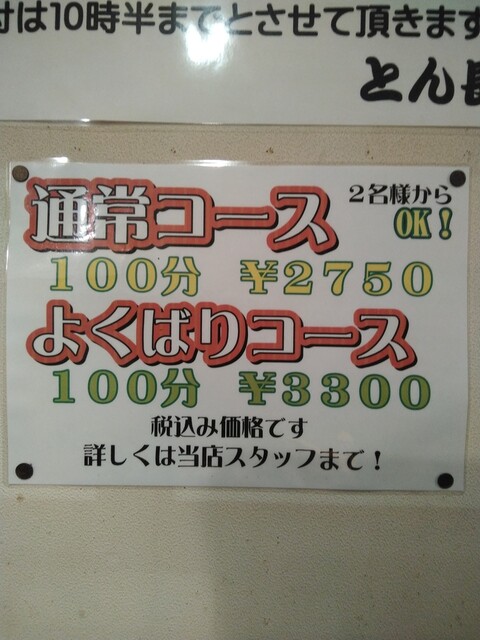 付は10時半までとさせて頂きます
とん
通常コース
2名様から
OK!
100分 ¥2750
よくばりコース
100分 ¥3300
税込み価格です
詳しくは当店スタッフまで!